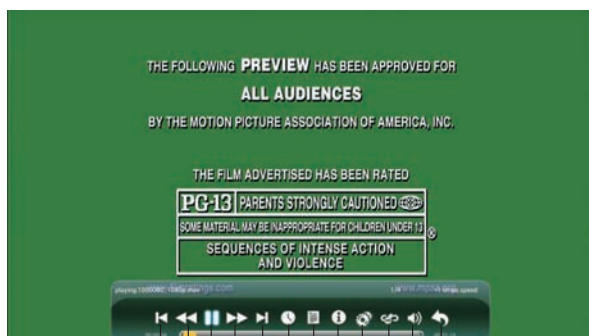 THE FOLLOWING PREVIEW HAS BEEN APPROVED FOR
ALL AUDIENCES
BY THE MOTION PICTURE ASSOCIATION OF AMERICA, INC.
THE FILM ADVERTISED HAS BEEN RATED
PG-13 PARENTS STRONGLY CAUTIONED
SOME MATERIAL MAY BE INAPPROPRIATE FOR CHILDREN UNDER 13 ®
SEQUENCES OF INTENSE ACTION
AND VIOLENCE